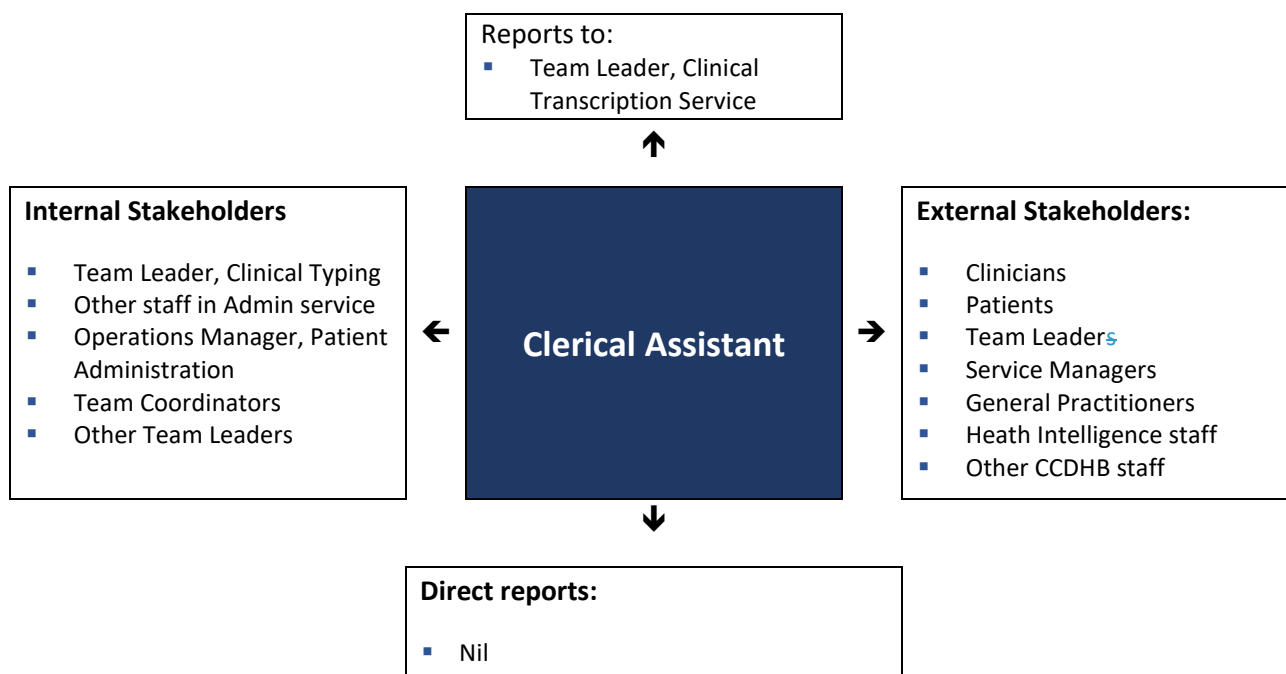 Reports to:
▪ Team Leader, Clinical
Transcription Service
Internal Stakeholders
▪ Team Leader, Clinical Typing
▪ Other staff in Admin service
▪ Operations Manager, Patient
Administration
▪ Team Coordinators
▪ Other Team Leaders
Clerical Assistant
External Stakeholders:
▪ Clinicians
▪ Patients
▪ Team Leaders
▪ Service Managers
▪ General Practitioners
▪ Heath Intelligence staff
▪ Other CCDHB staff
Direct reports:
▪ Nil